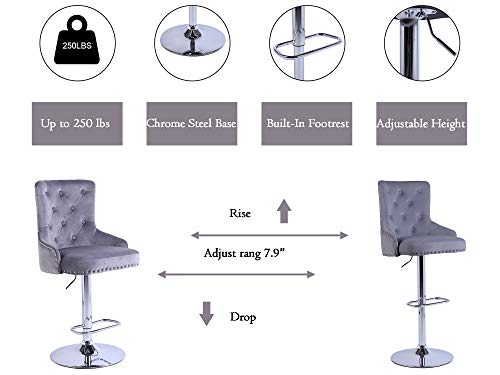 250LBS
Up to 250 lbs
Chrome Steel Base
Built-In Footrest
Adjustable Height
Rise
Adjust rang 7.9”
Drop